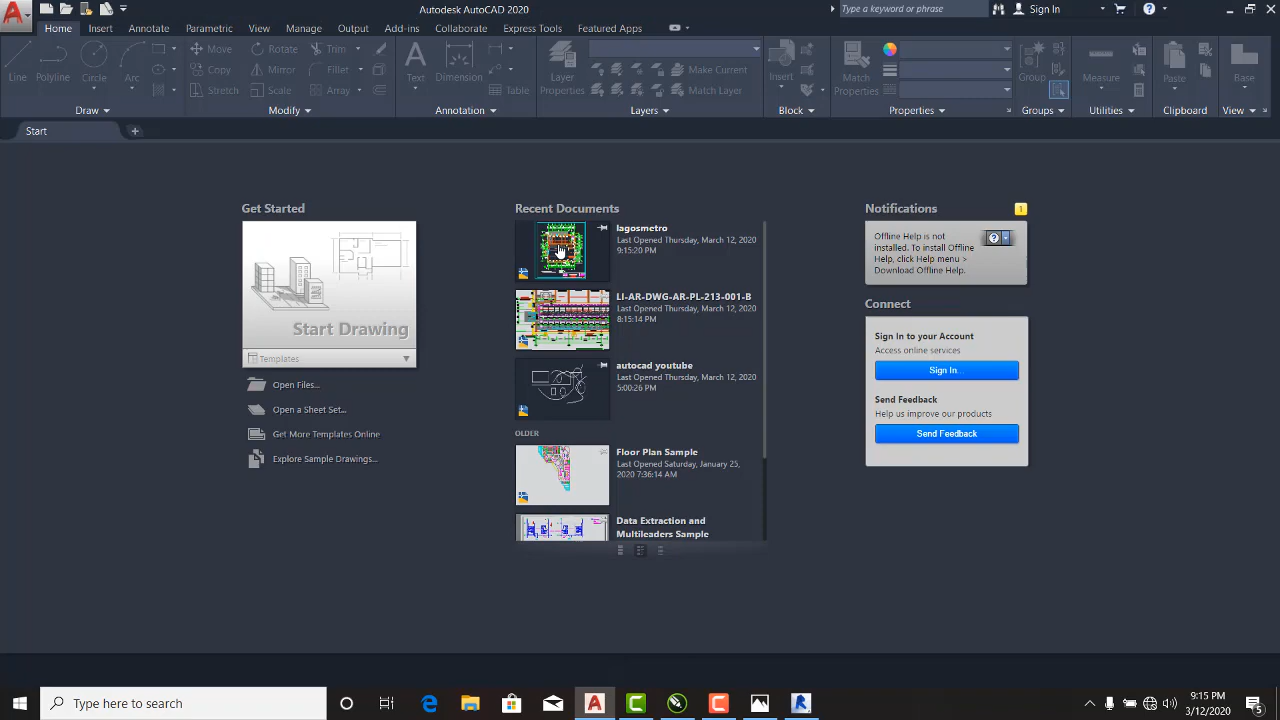 Autodesk AutoCAD 2020
Type a keyword or phrase
Sign In
Home Insert Annotate Parametric View Manage Output Add-ins Collaborate Express Tools Featured Apps
Line Polyline Circle Arc
Move Rotate Trim
Copy Mirror Fillet
Stretch Scale Array
Text Dimension
Table
Layer Properties
Make Current
Match Layer
Insert
Match Properties
Group
Measure
Paste
Base
Draw Modify Annotation Layers Block Properties Groups Utilities Clipboard View
Start
Get Started
Start Drawing
Templates
Open Files...
Open a Sheet Set...
Get More Templates Online
Explore Sample Drawings...
Recent Documents
lagosmetro
Last Opened Thursday, March 12, 2020
9:15:20 PM
LI-AR-DWG-AR-PL-213-001-B
Last Opened Thursday, March 12, 2020
8:15:14 PM
autocad youtube
Last Opened Thursday, March 12, 2020
5:00:26 PM
OLDER
Floor Plan Sample
Last Opened Saturday, January 25,
2020 7:36:14 AM
Data Extraction and
Multileaders Sample
Notifications
1
Offline Help is not
installed. To install Offline
Help, click Help menu >
Download Offline Help.
Connect
Sign In to your Account
Access online services
Sign In...
Send Feedback
Help us improve our products
Send Feedback
Type here to search
9:15 PM
3/12/2020
5